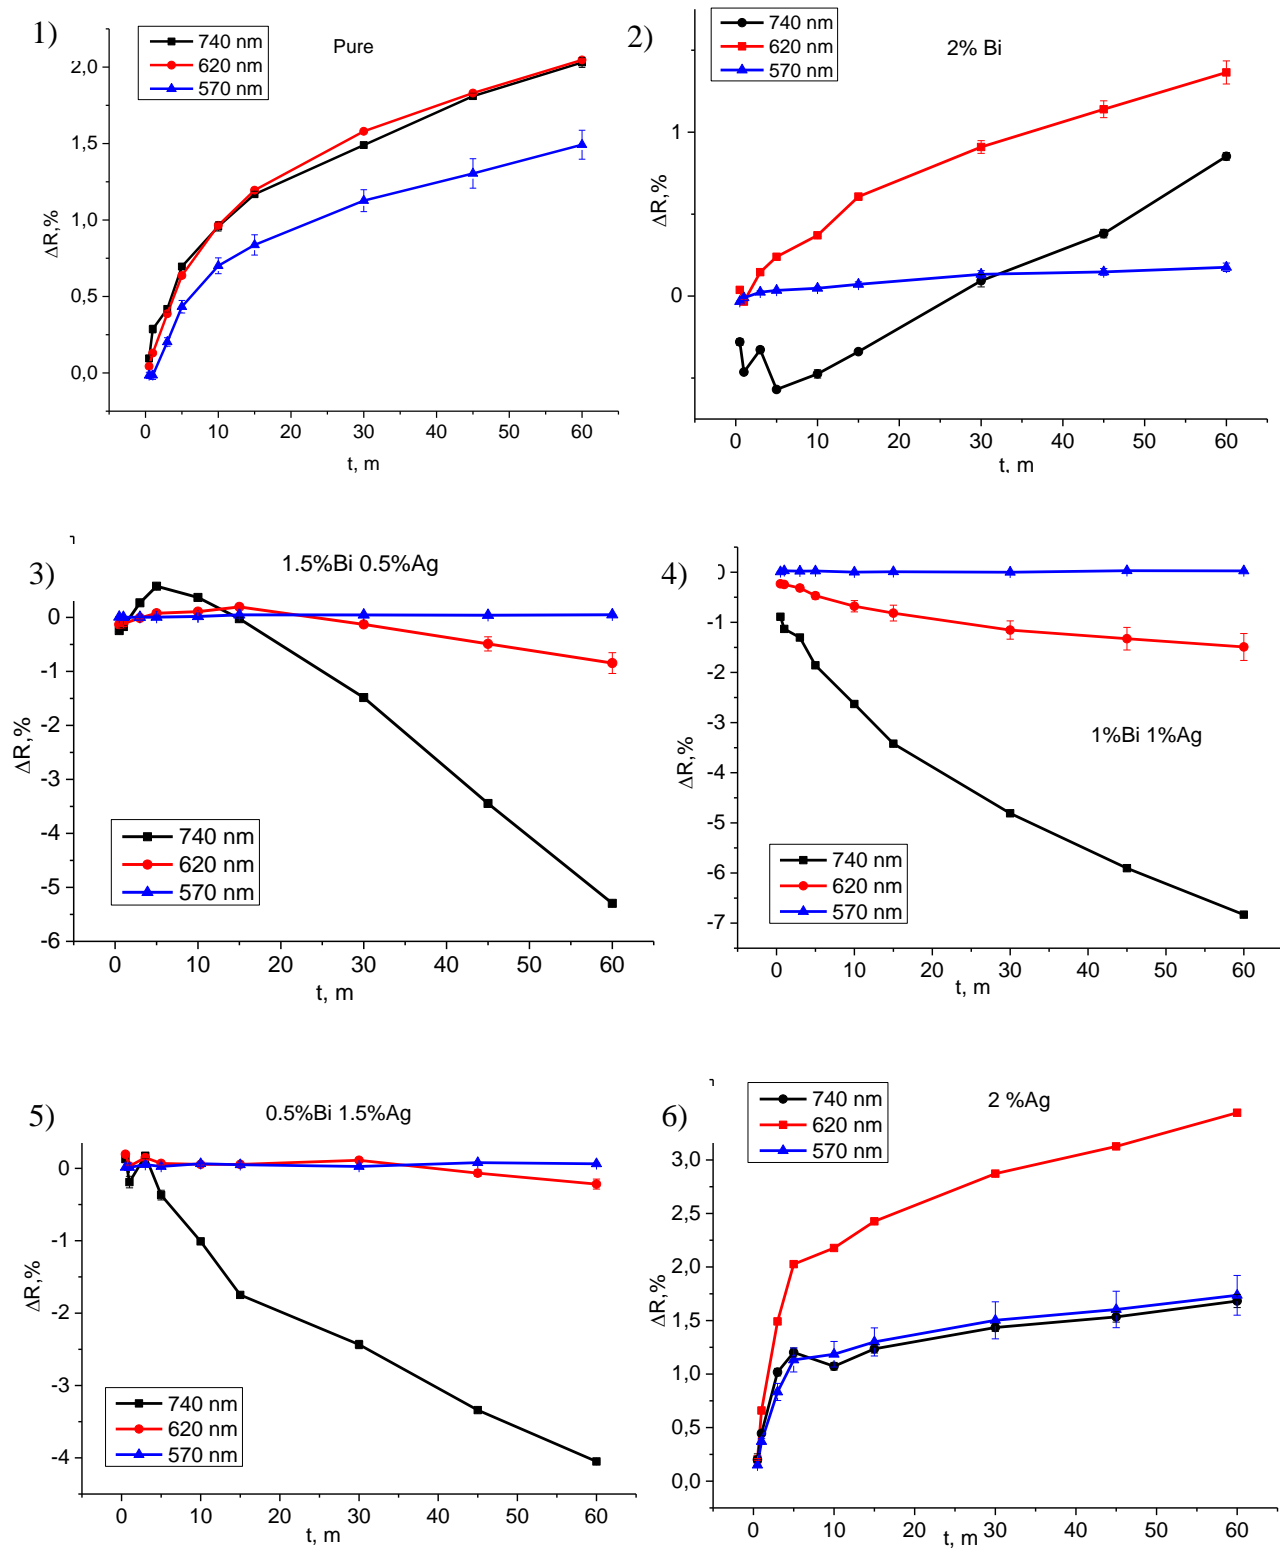 1)
Pure
740 nm
620 nm
570 nm
2,0
1,5
1,0
0,5
0,0
ΔR,%
0 10 20 30 40 50 60
t, m
2)
2% Bi
740 nm
620 nm
570 nm
1
0
ΔR,%
0 10 20 30 40 50 60
t, m
3)
1.5%Bi 0.5%Ag
0
-1
-2
-3
-4
-5
-6
ΔR,%
740 nm
620 nm
570 nm
0 10 20 30 40 50 60
t, m
4)
1%Bi 1%Ag
0
-1
-2
-3
-4
-5
-6
-7
ΔR,%
740 nm
620 nm
570 nm
0 10 20 30 40 50 60
t, m
5)
0.5%Bi 1.5%Ag
0
-1
-2
-3
-4
ΔR,%
740 nm
620 nm
570 nm
0 10 20 30 40 50 60
t, m
6)
2 %Ag
740 nm
620 nm
570 nm
3,0
2,5
2,0
1,5
1,0
0,5
0,0
ΔR,%
0 10 20 30 40 50 60
t, m